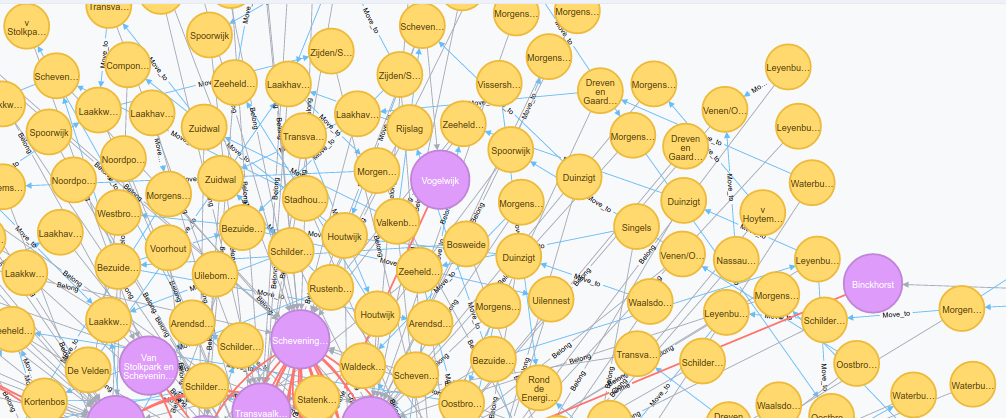 Transva...
Morgens...
Morgens...
v
Stolkpa...
Spoorwijk
Scheven...
Move_to
Zijden/S...
Morgens...
Compon...
Leyenbu...
Scheven...
Zeeheld...
Laakhav...
Zijden/S...
Vissersh...
Dreven
en
Gaard...
Morgens...
Laakkw...
Laakhav...
Laakhav...
Venen/O...
Spoorwijk
Zuidwal
Transva...
Rijslag
Zeeheld...
Morgens...
Leyenbu...
Dreven
en
Gaard...
Spoorwijk
Noordpo...
Noordpo...
Zuidwal
Morgen...
Vogelwijk
Duinzigt
Waterbu...
Morgens...
Stadhou...
Morgens...
Duinzigt
Westbro...
Bezuide...
Valkenb...
v
Hoytem...
Laakhav...
Houtwijk
Singels
Voorhout
Schilder...
Bosweide
Duinzigt
Venen/O...
Nassau...
Leyenbu...
Laakkw...
Bezuide...
Uilebom...
Zeeheld...
Move_to
Rustenb...
Binckhorst
Belong
Uilennest
Waalsdo...
Morgens...
Morgens...
Morgen...
Laakkw...
Arendsd...
Houtwijk
Arendsd...
Leyenbu...
Schilder...
Move_to
Schevening...
Schilder...
Van
Stolkpark en
Schevenin...
De Velden
Waldeck...
Bezuide...
Transva...
Schilder...
Oostbro...
Scheven...
Schilder...
Rond
de
Energi...
Waterbu...
Kortenbos
Statenk...
Oostbro...
Waterbu...
Waalsdo...
Transvaalk...
Dreven
Oostbro...